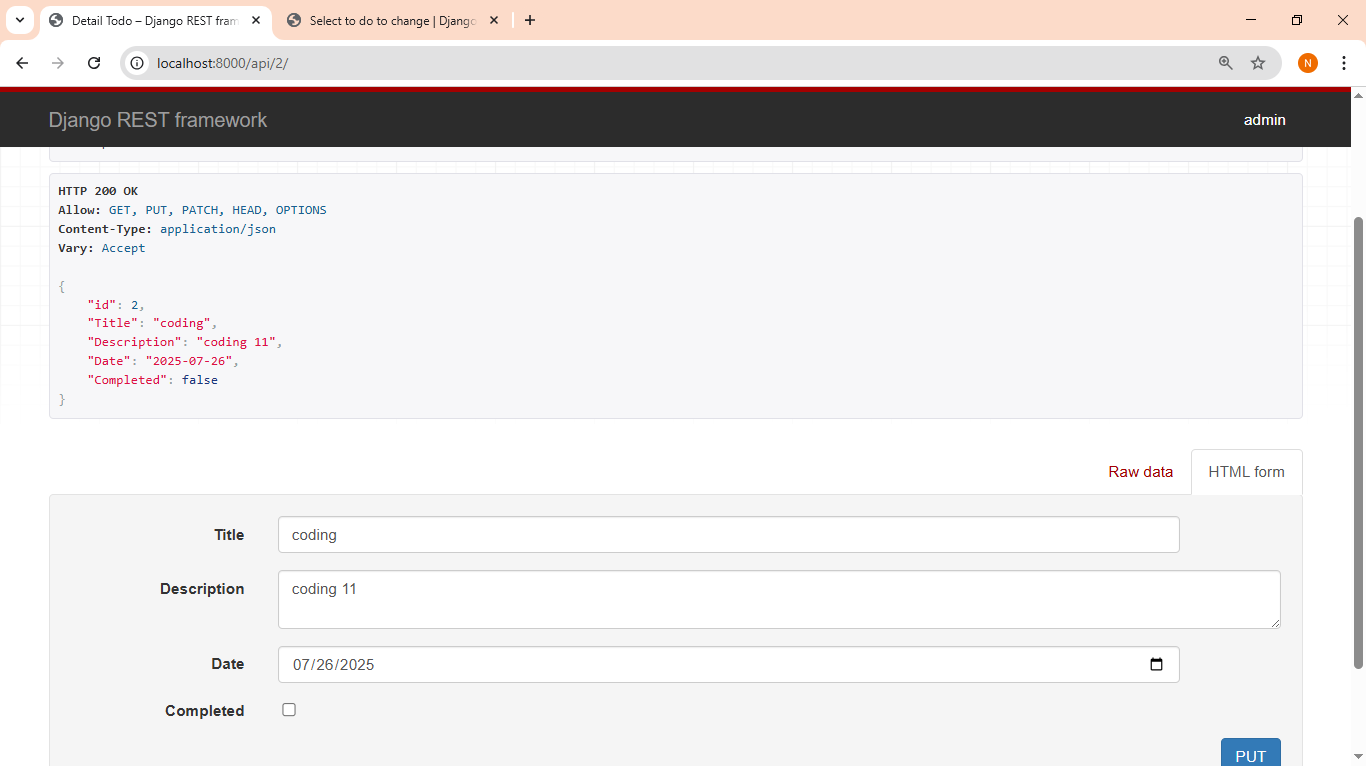 Detail Todo – Django REST fram
Select to do to change | Django
localhost:8000/api/2/
N
Django REST framework
admin
HTTP 200 OK
Allow: GET, PUT, PATCH, HEAD, OPTIONS
Content-Type: application/json
Vary: Accept
{
"id": 2,
"Title": "coding",
"Description": "coding 11",
"Date": "2025-07-26",
"Completed": false
}
Raw data
HTML form
Title
coding
Description
coding 11
Date
07/26/2025
Completed
PUT